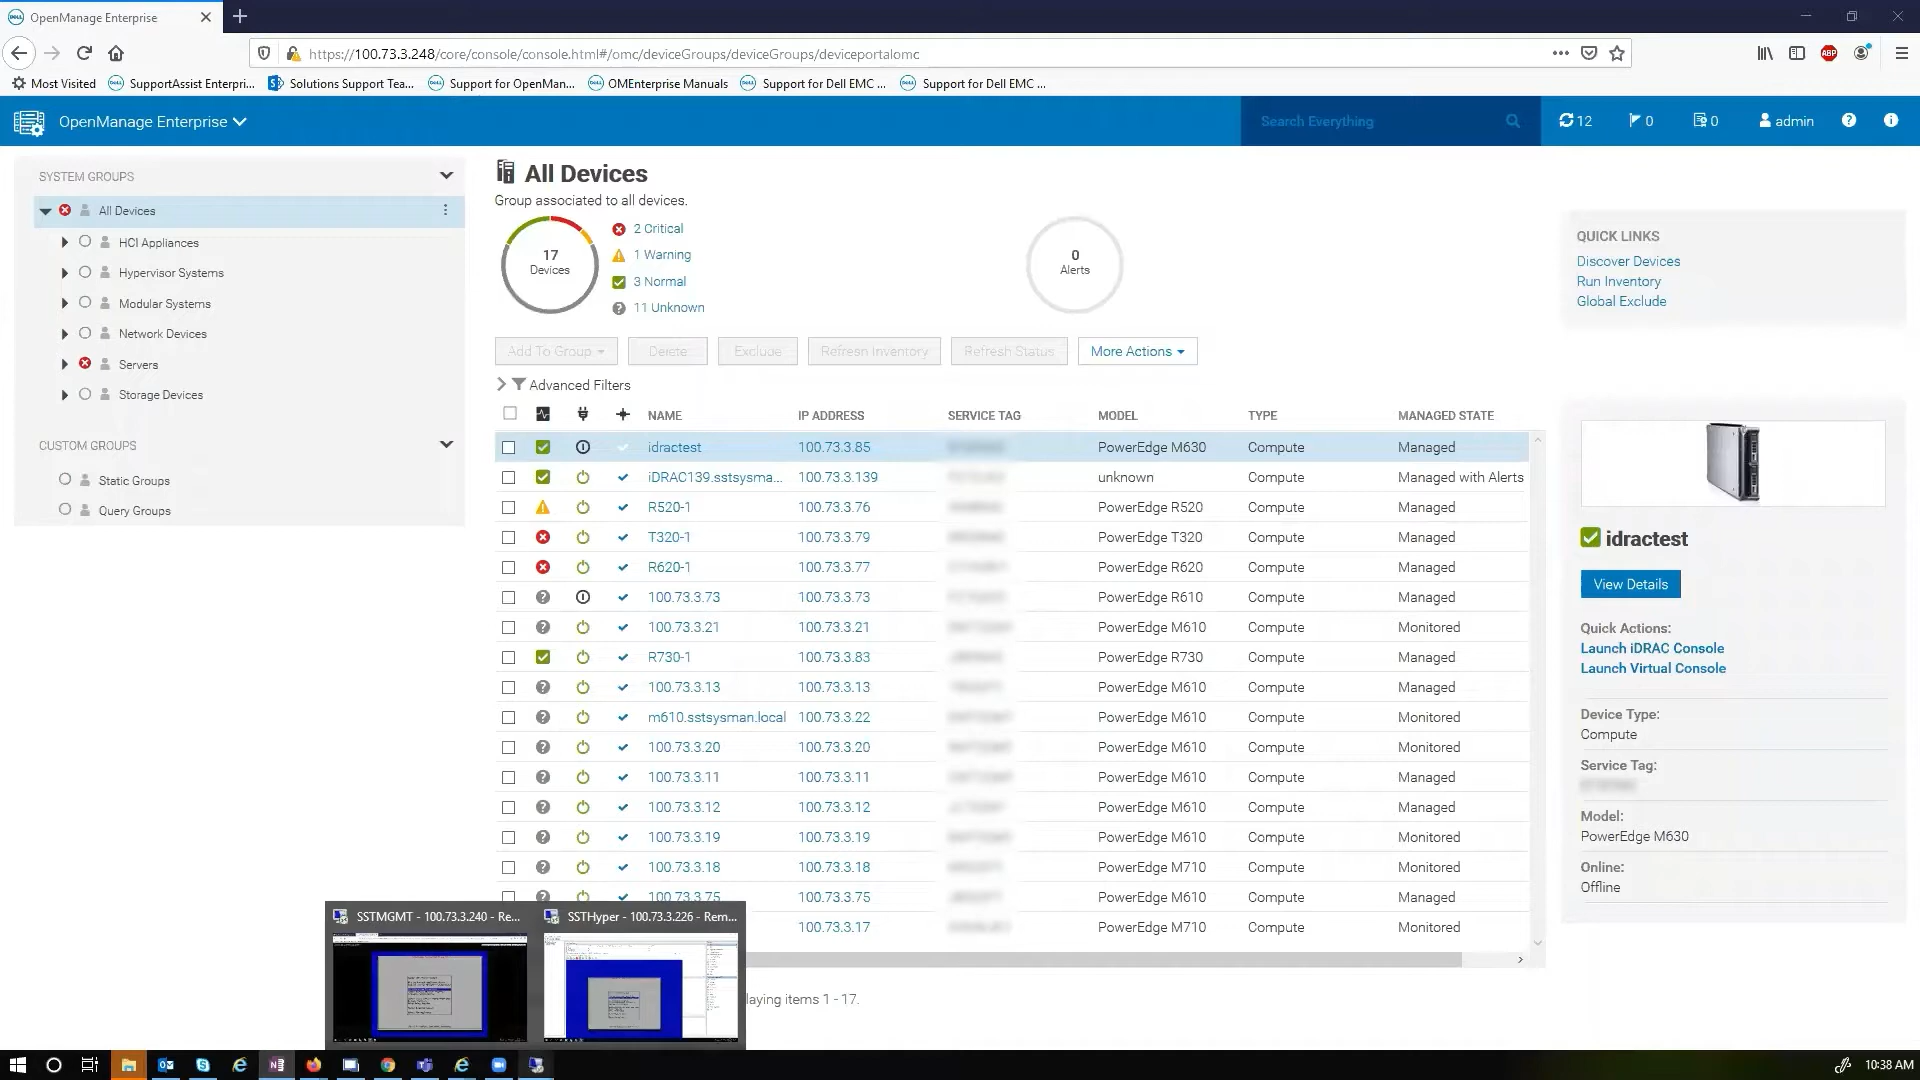 OpenManage Enterprise
https://100.73.3.248/core/console/console.html#/omc/deviceGroups/deviceGroups/deviceportalomc
ABP
Most Visited SupportAssist Enterpri... Solutions Support Tea... Support for OpenMan... OMEnterprise Manuals Support for Dell EMC ... Support for Dell EMC ...
OpenManage Enterprise Search Everything 12 0 0 admin
SYSTEM GROUPS
All Devices
HCI Appliances
Hypervisor Systems
Modular Systems
Network Devices
Servers
Storage Devices
CUSTOM GROUPS
Static Groups
Query Groups
All Devices
Group associated to all devices.
17
Devices
2 Critical
1 Warning
3 Normal
11 Unknown
0
Alerts
Add To Group Delete Exclude Refresh Inventory Refresh Status More Actions
Advanced Filters
NAME IP ADDRESS SERVICE TAG MODEL TYPE MANAGED STATE
idractest 100.73.3.85 PowerEdge M630 Compute Managed
iDRAC139.sstsysma... 100.73.3.139 unknown Compute Managed with Alerts
R520-1 100.73.3.76 PowerEdge R520 Compute Managed
T320-1 100.73.3.79 PowerEdge T320 Compute Managed
R620-1 100.73.3.77 PowerEdge R620 Compute Managed
100.73.3.73 100.73.3.73 PowerEdge R610 Compute Managed
100.73.3.21 100.73.3.21 PowerEdge M610 Compute Monitored
R730-1 100.73.3.83 PowerEdge R730 Compute Managed
100.73.3.13 100.73.3.13 PowerEdge M610 Compute Managed
m610.sstsysman.local 100.73.3.22 PowerEdge M610 Compute Monitored
100.73.3.20 100.73.3.20 PowerEdge M610 Compute Monitored
100.73.3.11 100.73.3.11 PowerEdge M610 Compute Managed
100.73.3.12 100.73.3.12 PowerEdge M610 Compute Managed
100.73.3.19 100.73.3.19 PowerEdge M610 Compute Monitored
100.73.3.18 100.73.3.18 PowerEdge M710 Compute Monitored
100.73.3.75 100.73.3.75 PowerEdge M610 Compute Managed
100.73.3.17 PowerEdge M710 Compute Monitored
laying items 1 - 17.
QUICK LINKS
Discover Devices
Run Inventory
Global Exclude
idractest
View Details
Quick Actions:
Launch iDRAC Console
Launch Virtual Console
Device Type:
Compute
Service Tag:
Model:
PowerEdge M630
Online:
Offline
SSTMGMT - 100.73.3.240 - Re... SSTHyper - 100.73.3.226 - Rem...
10:38 AM